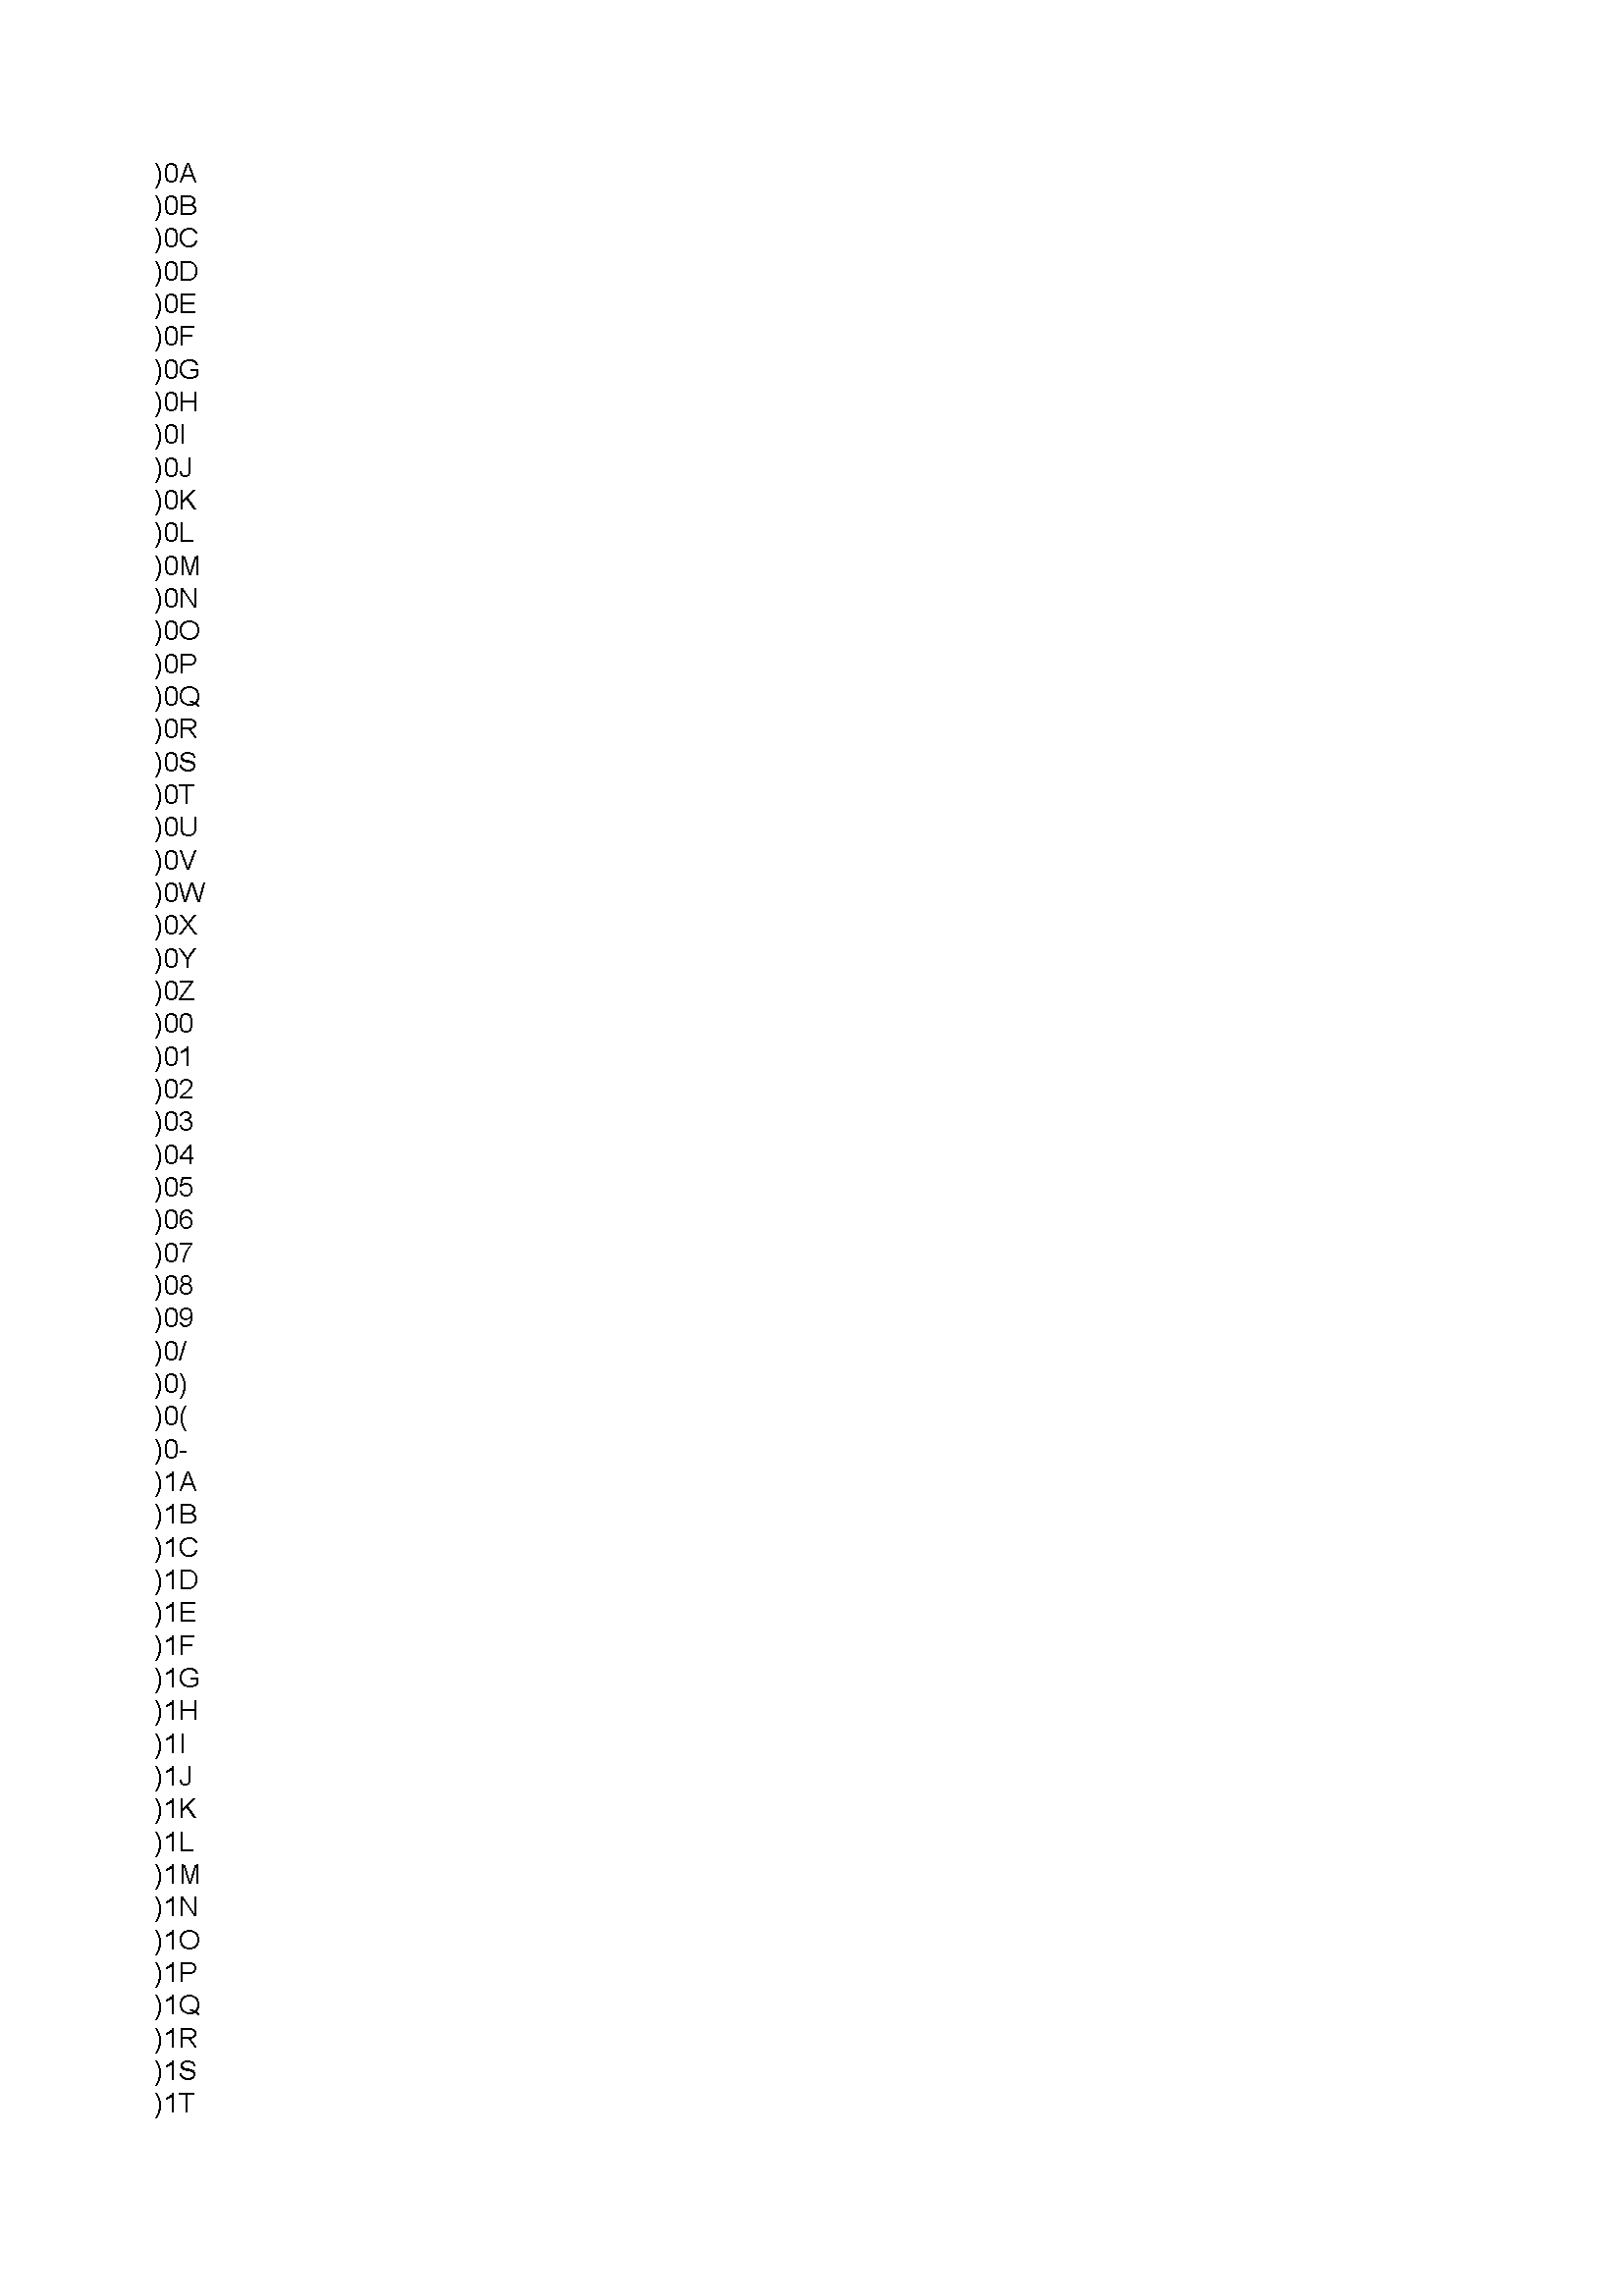 )0A
)0B
)0C
)0D
)0E
)0F
)0G
)0H
)0I
)0J
)0K
)0L
)0M
)0N
)0O
)0P
)0Q
)0R
)0S
)0T
)0U
)0V
)0W
)0X
)0Y
)0Z
)00
)01
)02
)03
)04
)05
)06
)07
)08
)09
)0/
)0)
)0(
)0-
)1A
)1B
)1C
)1D
)1E
)1F
)1G
)1H
)1I
)1J
)1K
)1L
)1M
)1N
)1O
)1P
)1Q
)1R
)1S
)1T